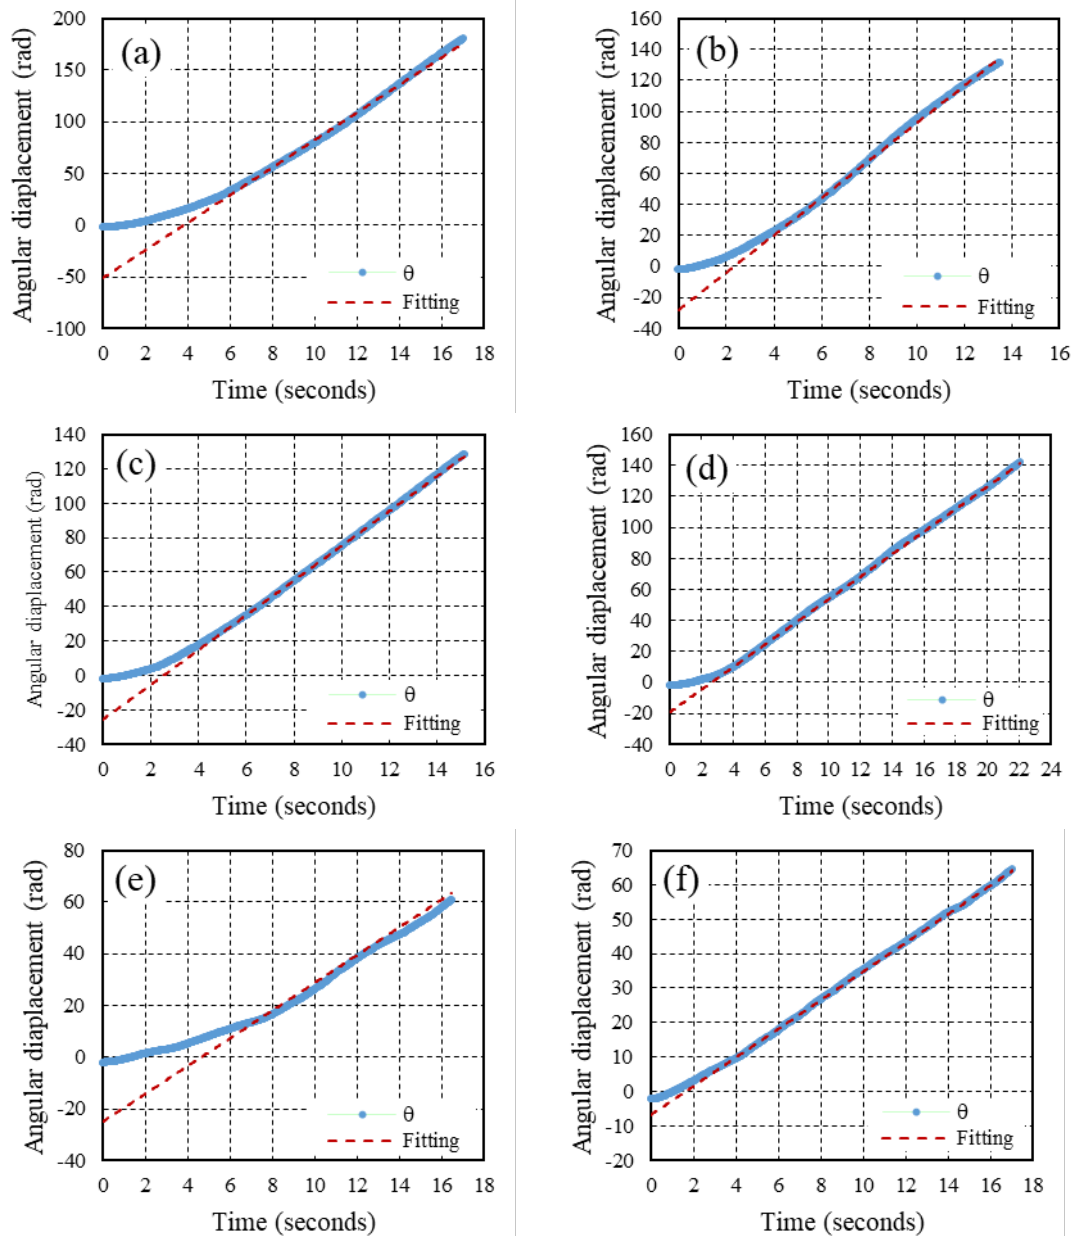 (a)
Angular diaplacement (rad)
200
150
100
50
0
-50
-100
θ
Fitting
0 2 4 6 8 10 12 14 16 18
Time (seconds)
(b)
Angular diaplacement (rad)
160
140
120
100
80
60
40
20
0
-20
-40
θ
Fitting
0 2 4 6 8 10 12 14 16
Time (seconds)
(c)
Angular diaplacement (rad)
140
120
100
80
60
40
20
0
-20
-40
θ
Fitting
0 2 4 6 8 10 12 14 16
Time (seconds)
(d)
Angular diaplacement (rad)
160
140
120
100
80
60
40
20
0
-20
-40
θ
Fitting
0 2 4 6 8 10 12 14 16 18 20 22 24
Time (seconds)
(e)
Angular diaplacement (rad)
80
60
40
20
0
-20
-40
θ
Fitting
0 2 4 6 8 10 12 14 16 18
Time (seconds)
(f)
Angular diaplacement (rad)
70
60
50
40
30
20
10
0
-10
-20
θ
Fitting
0 2 4 6 8 10 12 14 16 18
Time (seconds)